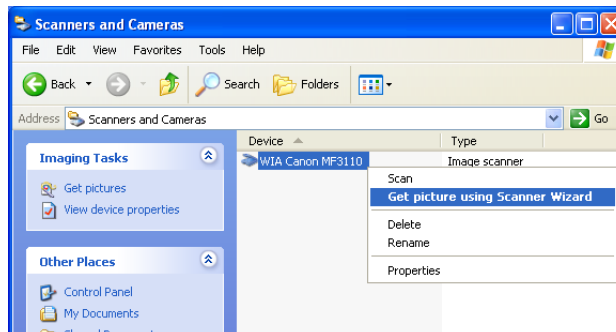 Scanners and Cameras
File Edit View Favorites Tools Help
Back Search Folders
Address Scanners and Cameras Go
Device Type
Imaging Tasks
WIA Canon MF3110 Image scanner
Scan
Get pictures
Get picture using Scanner Wizard
View device properties
Delete
Rename
Other Places
Properties
Control Panel
My Documents